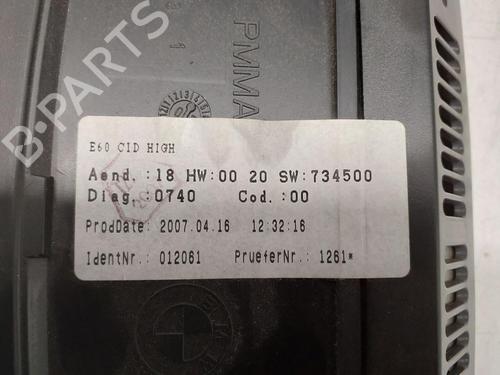 B-PARTS
PMMA
E60 CID HIGH
Aend. :18 HW:00 20 SW:734500
Diag.:0740 Cod.:00
ProdDate: 2007.04.16 12:32:16
IdentNr.: 012061 PrueferNr.: 1261*
BMW